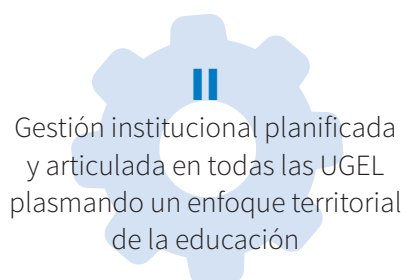 II
Gestión institucional planificada
y articulada en todas las UGEL
plasmando un enfoque territorial
de la educación